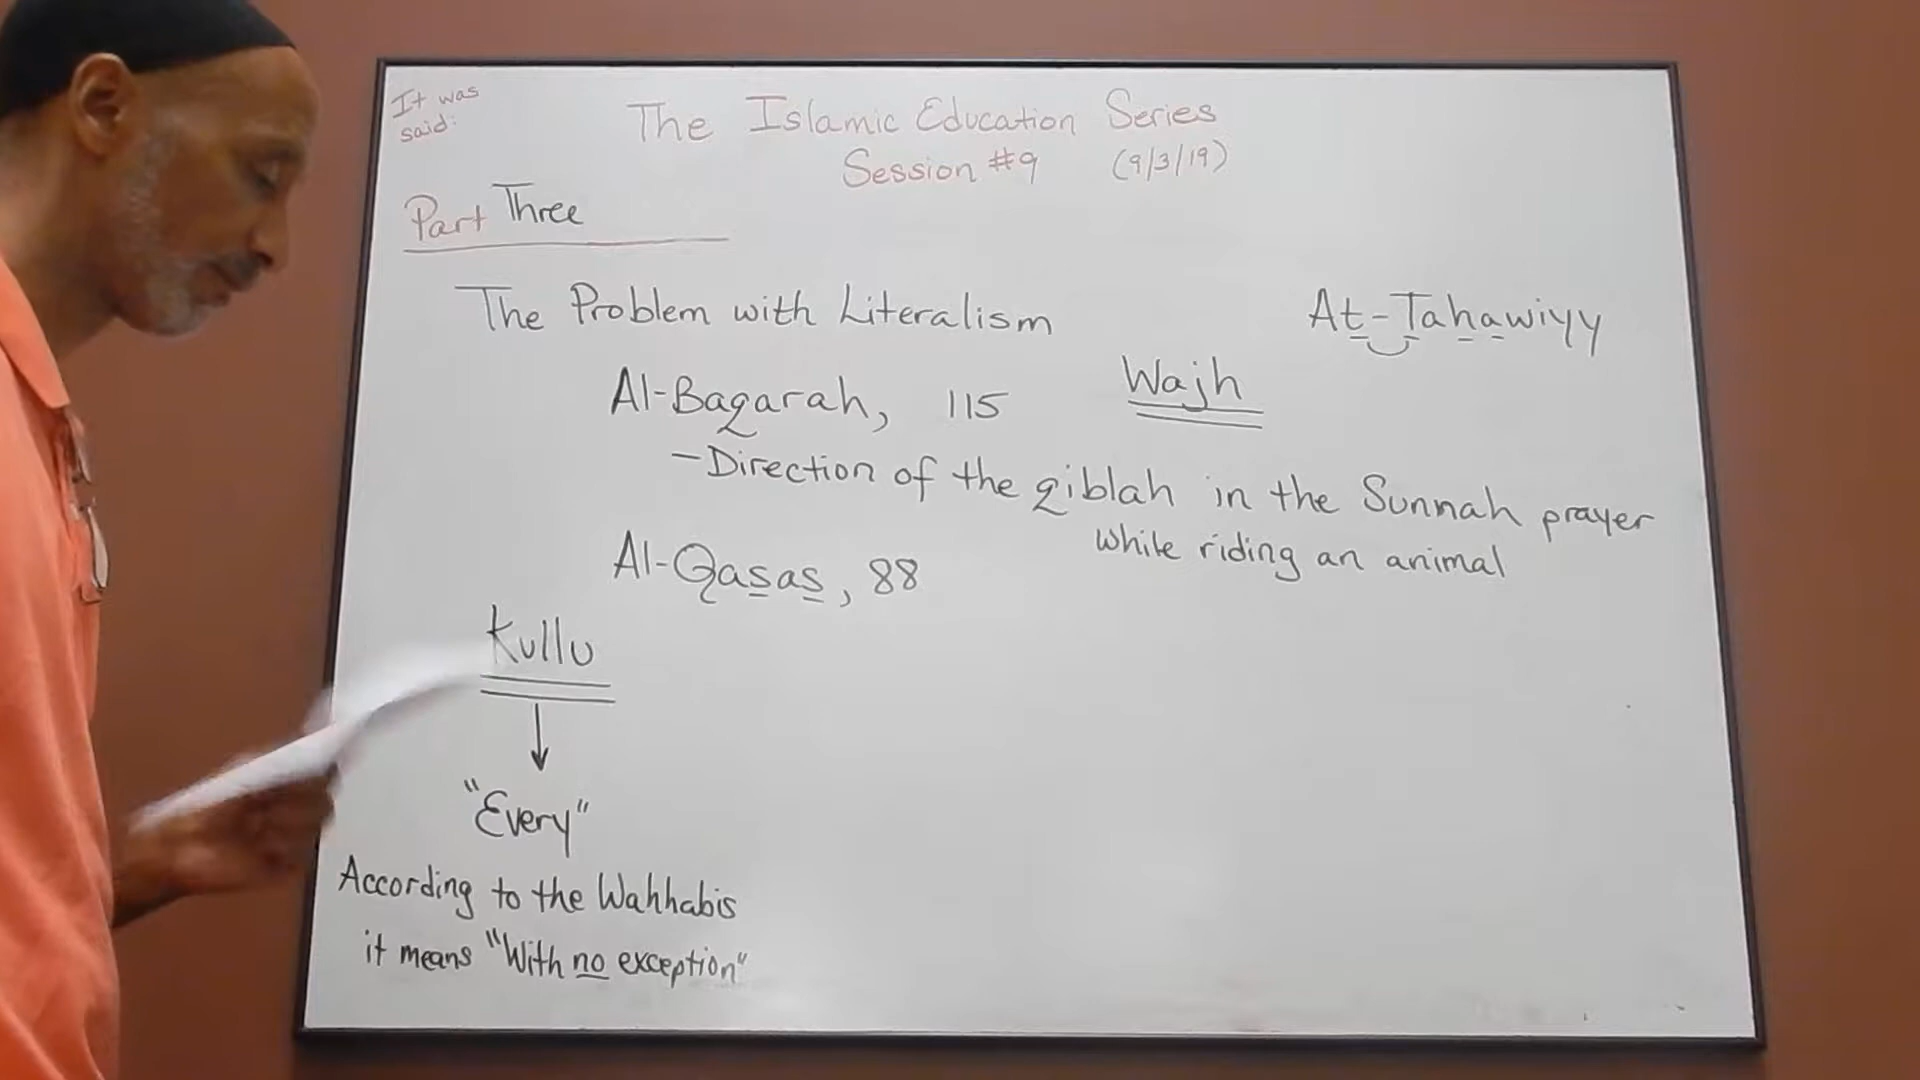 It was
said:
The Islamic Education Series
Session #9 (9/3/19)
Part Three
The Problem with Literalism
At-Tahawiyy
Al-Baqarah, 115
Wajh
-Direction of the qiblah in the Sunnah prayer
while riding an animal
Al-Qasas, 88
Kullu
"Every"
According to the Wahhabis
it means "With no exception"